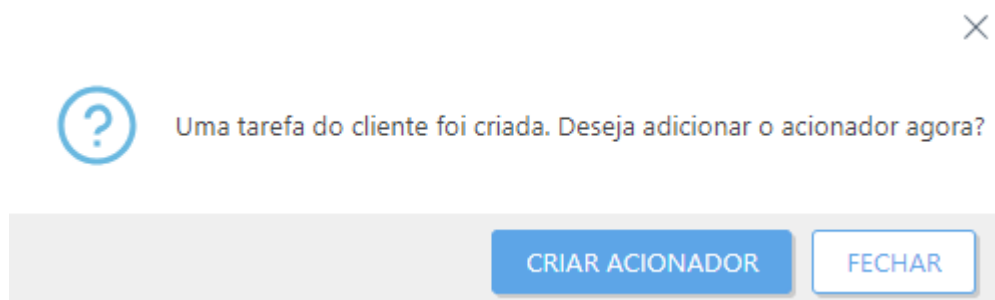 Uma tarefa do cliente foi criada. Deseja adicionar o acionador agora?
CRIAR ACIONADOR
FECHAR